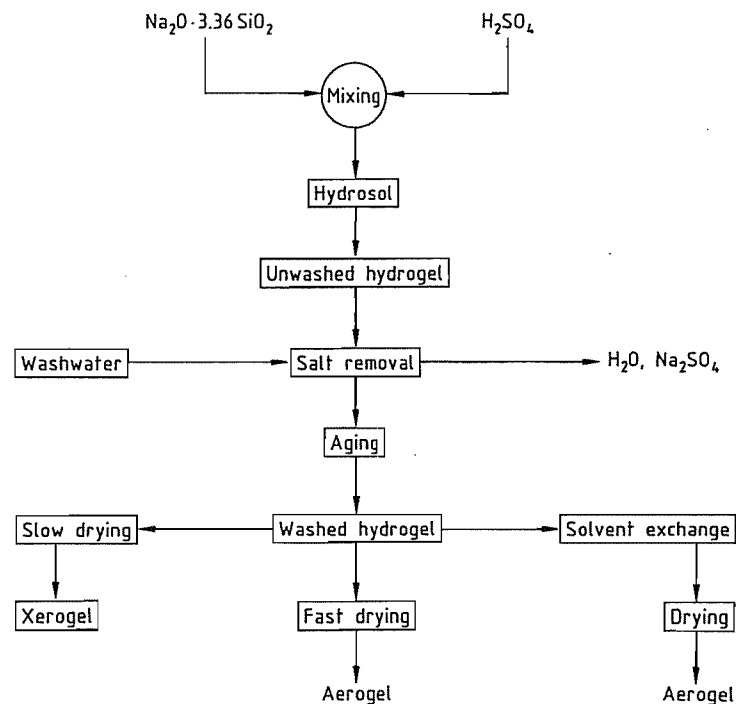 Na₂O·3.36 SiO₂
H₂SO₄
Mixing
Hydrosol
Unwashed hydrogel
Washwater
Salt removal
H₂O, Na₂SO₄
Aging
Slow drying
Washed hydrogel
Solvent exchange
Xerogel
Fast drying
Drying
Aerogel
Aerogel